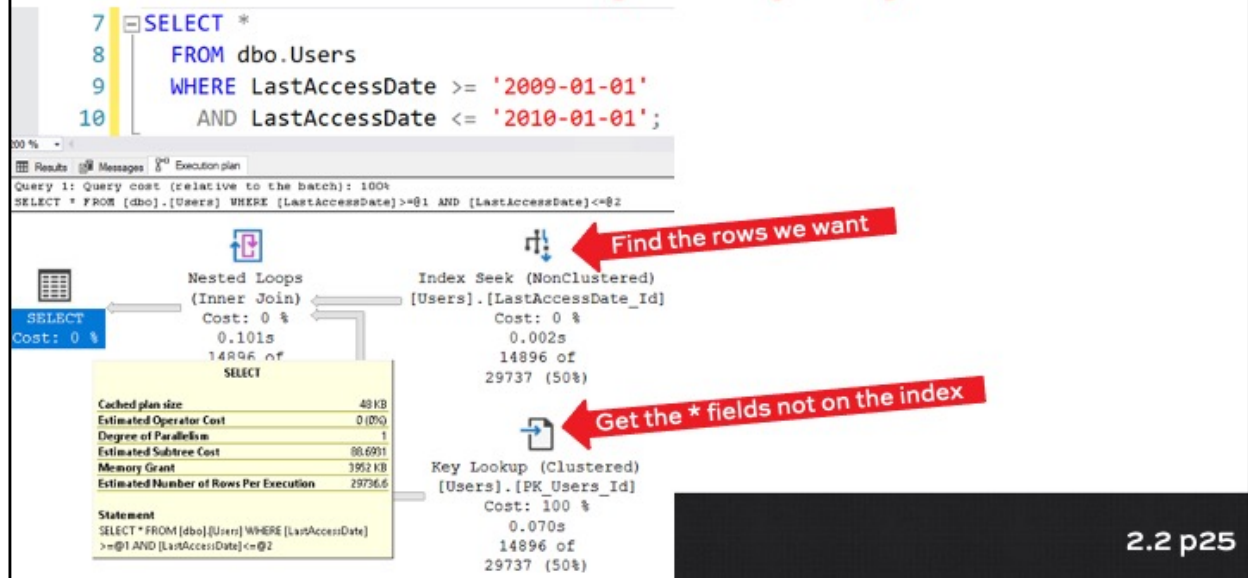 7 SELECT *
8 FROM dbo.Users
9 WHERE LastAccessDate >= '2009-01-01'
10 AND LastAccessDate <= '2010-01-01';
200 %
Results Messages Execution plan
Query 1: Query cost (relative to the batch): 100%
SELECT * FROM [dbo].[Users] WHERE [LastAccessDate]>=@1 AND [LastAccessDate]<=@2
Find the rows we want
SELECT
Cost: 0 %
Nested Loops
(Inner Join)
Cost: 0 %
0.101s
14896 of
Index Seek (NonClustered)
[Users].[LastAccessDate_Id]
Cost: 0 %
0.002s
14896 of
29737 (50%)
SELECT
Cached plan size 48 KB
Estimated Operator Cost 0 (0%)
Degree of Parallelism 1
Estimated Subtree Cost 88.6931
Memory Grant 3952 KB
Estimated Number of Rows Per Execution 29736.6
Statement
SELECT * FROM [dbo].[Users] WHERE [LastAccessDate]
>=@1 AND [LastAccessDate]<=@2
Get the * fields not on the index
Key Lookup (Clustered)
[Users].[PK_Users_Id]
Cost: 100 %
0.070s
14896 of
29737 (50%)
2.2 p25